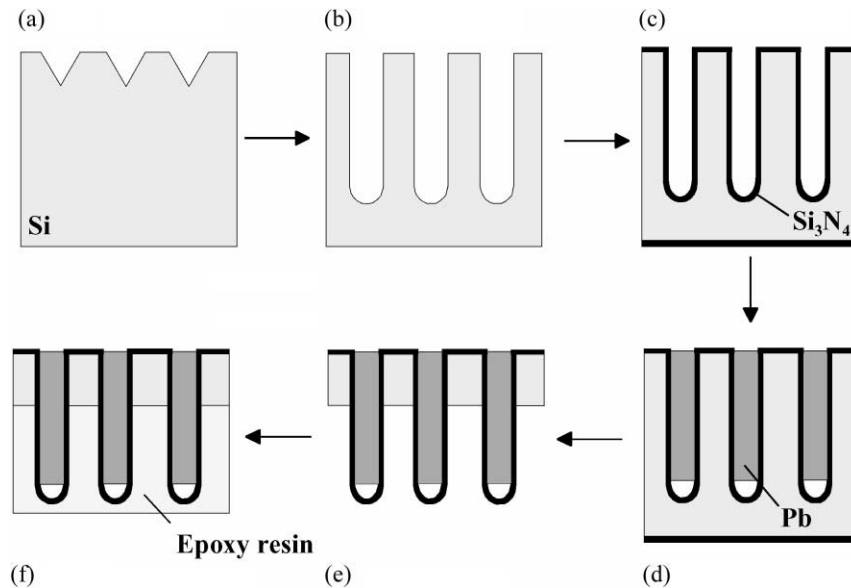 (a)
(b)
(c)
Si
Si₃N₄
Pb
Epoxy resin
(f)
(e)
(d)